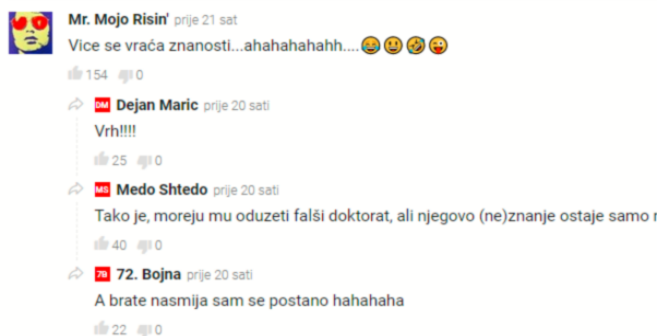 Mr. Mojo Risin' prije 21 sat
Vice se vraća znanosti...ahahahahahh....😂😀🤣😜
154 0
DM Dejan Maric prije 20 sati
Vrh!!!!
25 0
MS Medo Shtedo prije 20 sati
Tako je, moreju mu oduzeti falši doktorat, ali njegovo (ne)znanje ostaje samo
40 0
7B 72. Bojna prije 20 sati
A brate nasmija sam se postano hahahaha
22 0